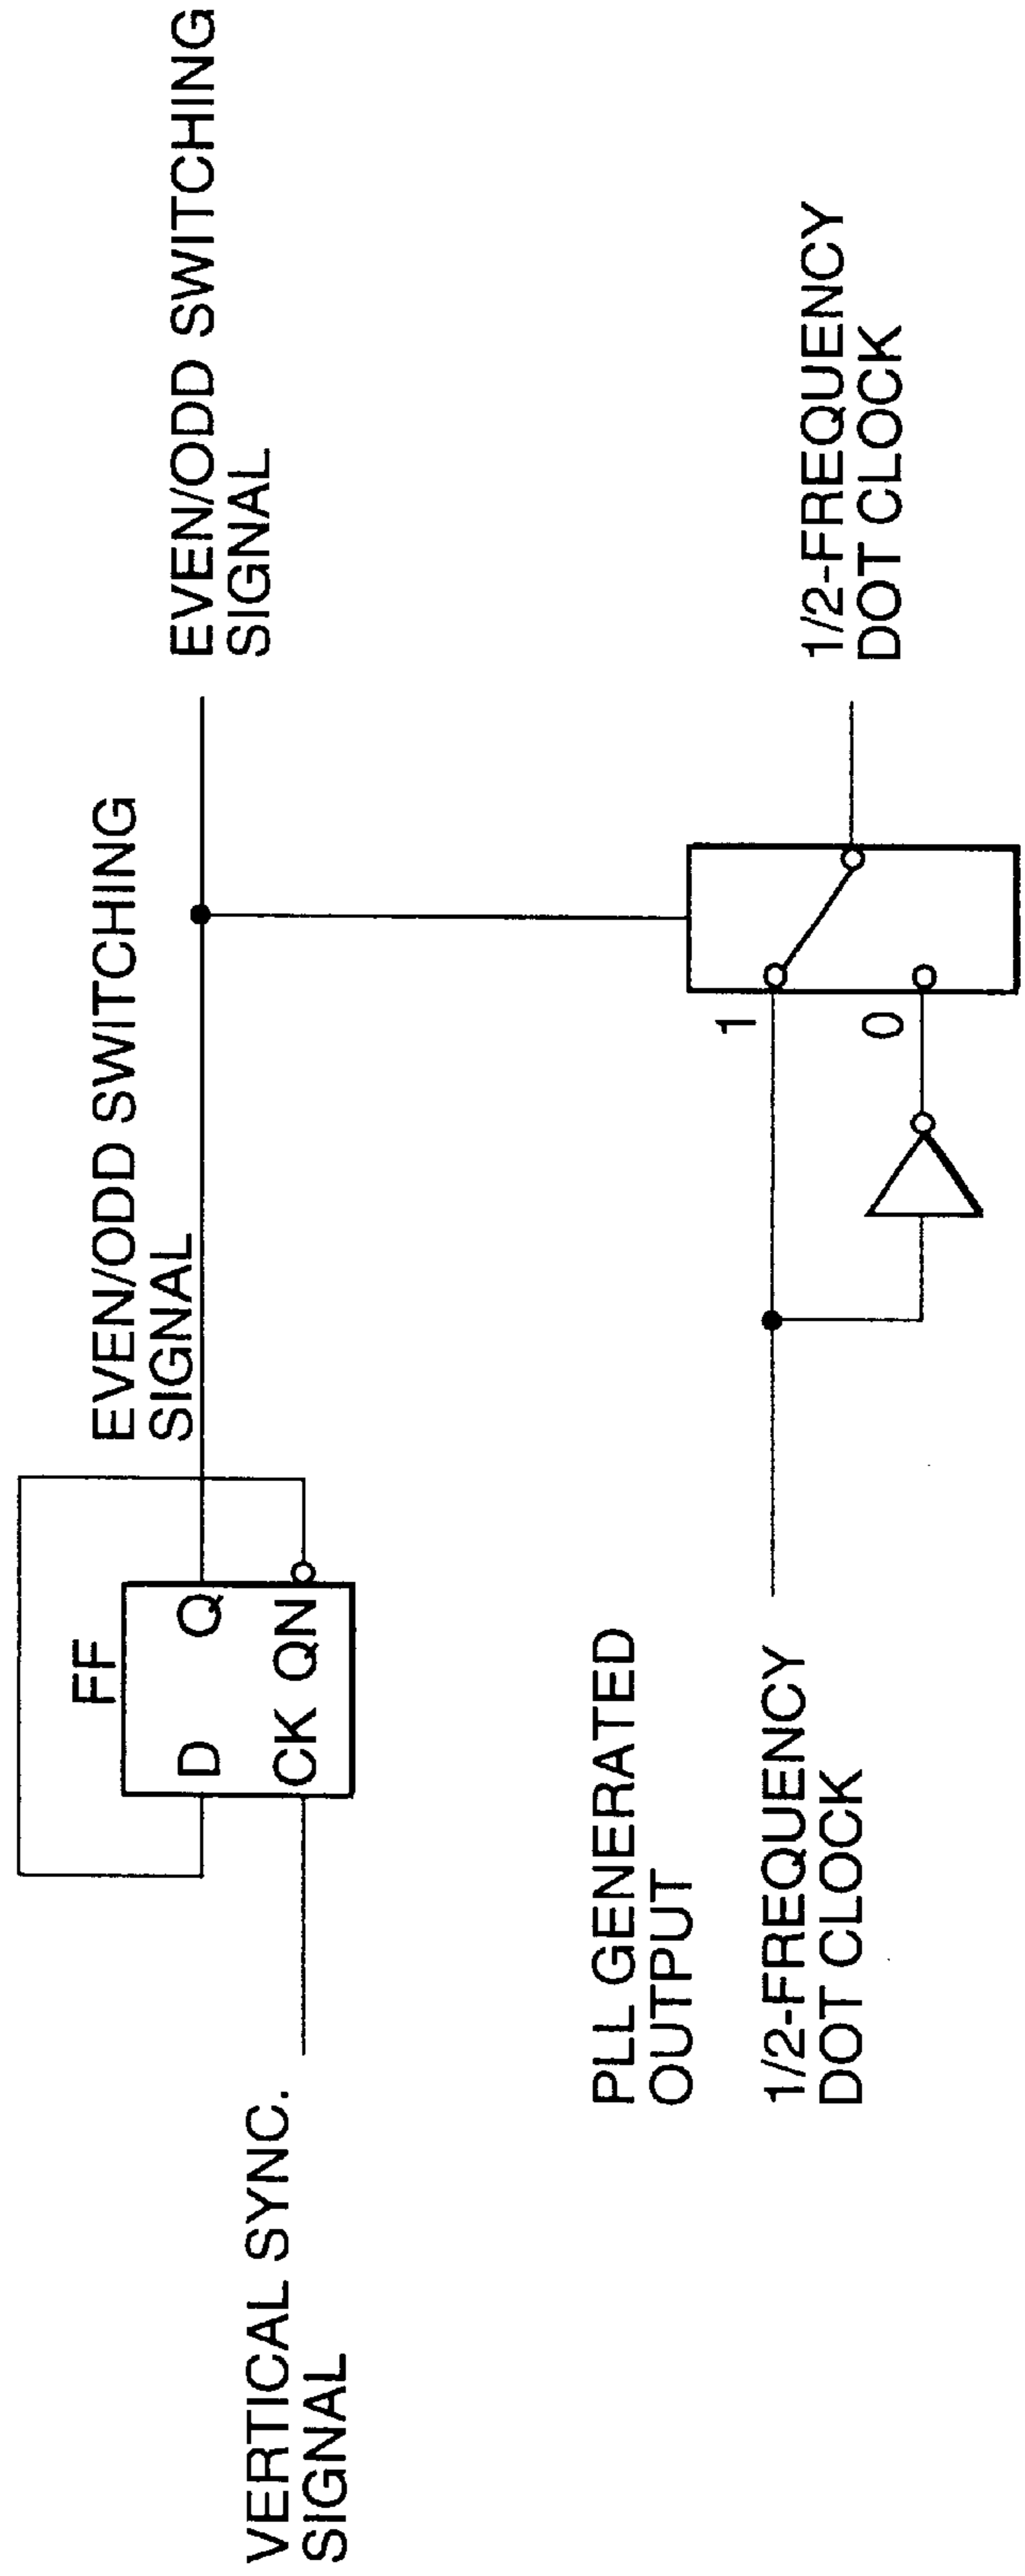 VERTICAL SYNC.
SIGNAL
FF
D Q
CK QN
EVEN/ODD SWITCHING
SIGNAL
EVEN/ODD SWITCHING
SIGNAL
PLL GENERATED
OUTPUT
1/2-FREQUENCY
DOT CLOCK
1
0
1/2-FREQUENCY
DOT CLOCK